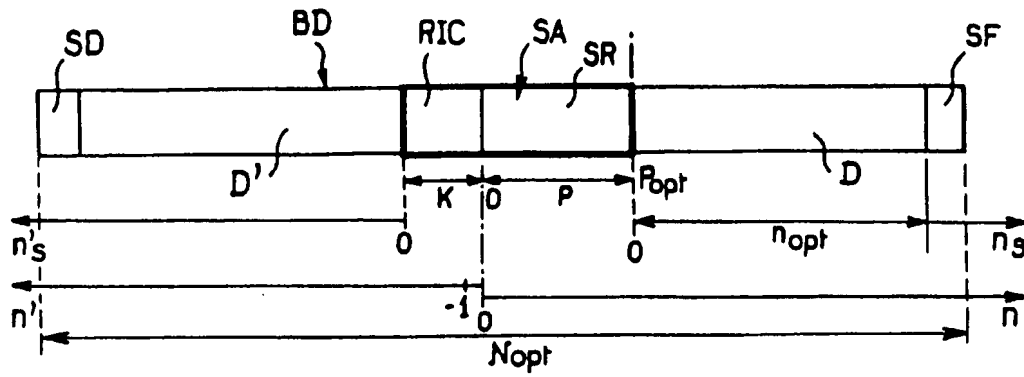 SD BD RIC SA SR SF
D' D
K 0 P Popt
n's 0 0 nopt ns
n' -1 0 n
Nopt